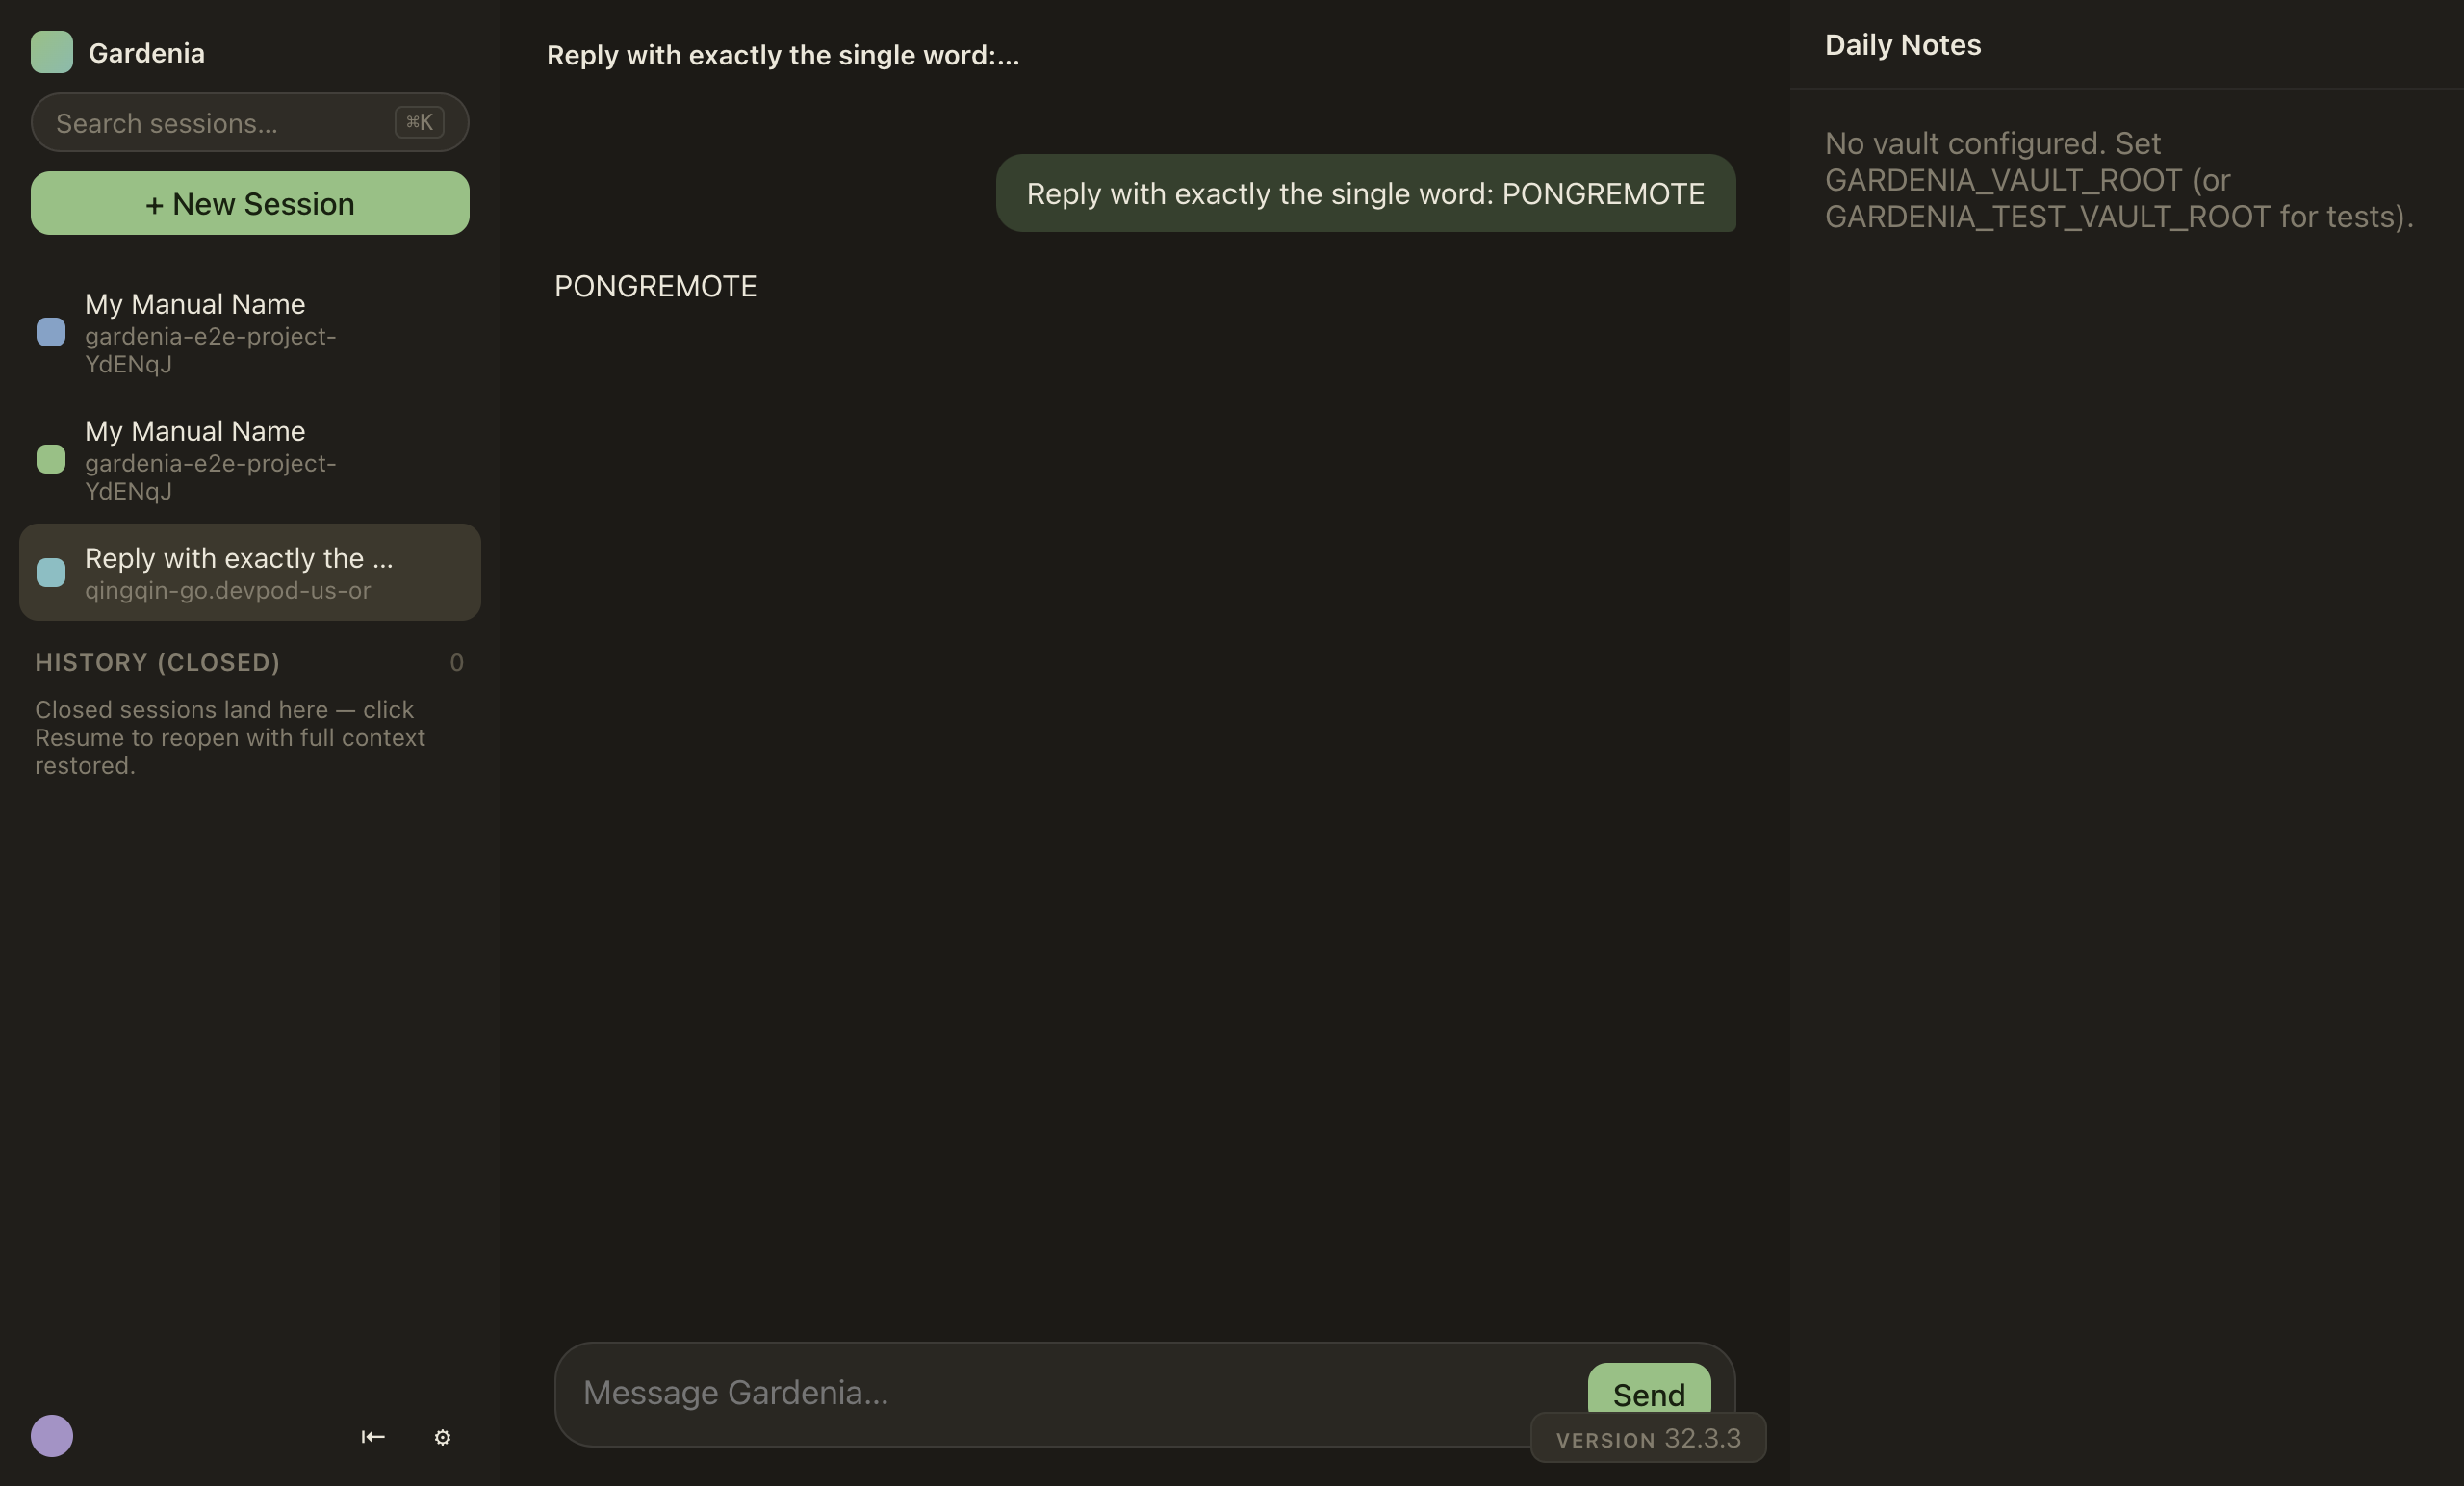 Gardenia
Search sessions...
⌘K
+ New Session
My Manual Name
gardenia-e2e-project-
YdENqJ
My Manual Name
gardenia-e2e-project-
YdENqJ
Reply with exactly the ...
qingqin-go.devpod-us-or
HISTORY (CLOSED) 0
Closed sessions land here — click
Resume to reopen with full context
restored.
Reply with exactly the single word:...
Reply with exactly the single word: PONGREMOTE
PONGREMOTE
Message Gardenia...
Send
VERSION 32.3.3
Daily Notes
No vault configured. Set
GARDENIA_VAULT_ROOT (or
GARDENIA_TEST_VAULT_ROOT for tests).